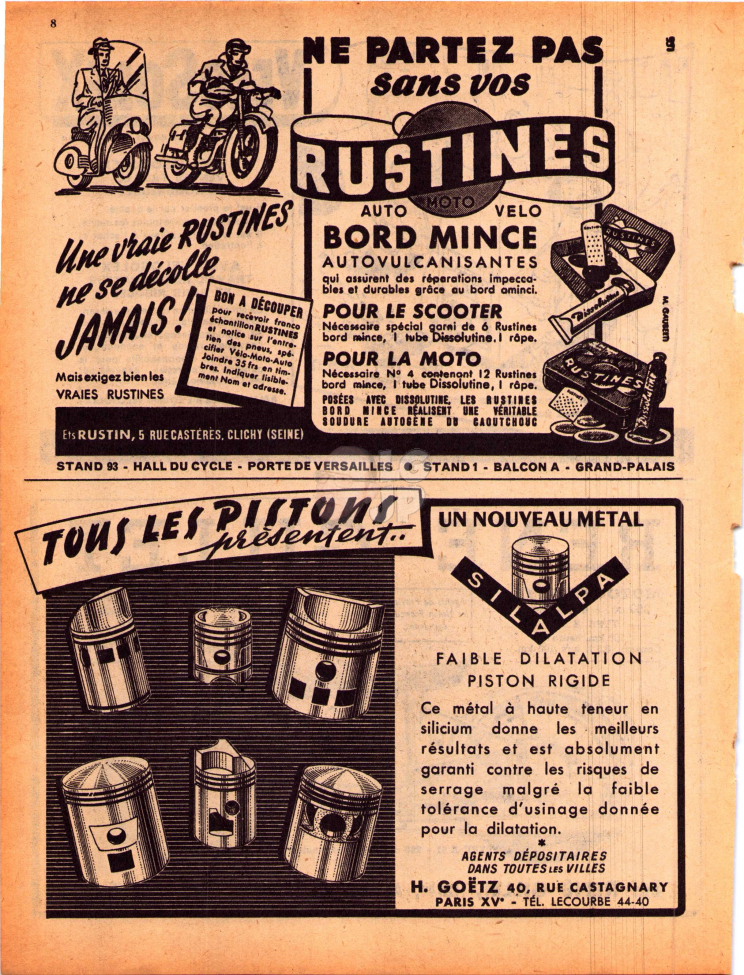 8
NE PARTEZ PAS
sans vos
RUSTINES
MOTO
AUTO VELO
BORD MINCE
AUTOVULCANISANTES
qui assurent des réparations impecca-
bles et durables grâce au bord aminci.
POUR LE SCOOTER
Nécessaire spécial garni de 6 Rustines
bord mince, 1 tube Dissolutine, 1 râpe.
POUR LA MOTO
Nécessaire Nº 4 contenant 12 Rustines
bord mince, 1 tube Dissolutine, 1 râpe.
POSÉES AVEC DISSOLUTINE, LES RUSTINES
BORD MINCE RÉALISENT UNE VÉRITABLE
SOUDURE AUTOGÈNE DU CAOUTCHOUC
RUSTINES
Dissolutine
M. GAUBERTI
RUSTINES
Dissolutine
Une vraie RUSTINES
ne se décolle
JAMAIS!
Mais exigez bien les
VRAIES RUSTINES
BON A DÉCOUPER
pour recevoir franco
échantillon RUSTINES
et notice sur l'entre-
tien des pneus, spé-
cifier Vélo-Moto-Auto
Joindre 35 frs en tim-
bres. Indiquer lisible-
ment Nom et adresse.
Ets RUSTIN, 5 RUE CASTÉRÈS, CLICHY (SEINE)
STAND 93 - HALL DU CYCLE - PORTE DE VERSAILLES ● STAND 1 - BALCON A - GRAND-PALAIS
TOUS LES PISTONS
présentent..
UN NOUVEAU MÉTAL
SILALPA
FAIBLE DILATATION
PISTON RIGIDE
Ce métal à haute teneur en
silicium donne les meilleurs
résultats et est absolument
garanti contre les risques de
serrage malgré la faible
tolérance d'usinage donnée
pour la dilatation.
*
AGENTS DÉPOSITAIRES
DANS TOUTES LES VILLES
H. GOËTZ 40, RUE CASTAGNARY
PARIS XVe - TÉL. LECOURBE 44-40